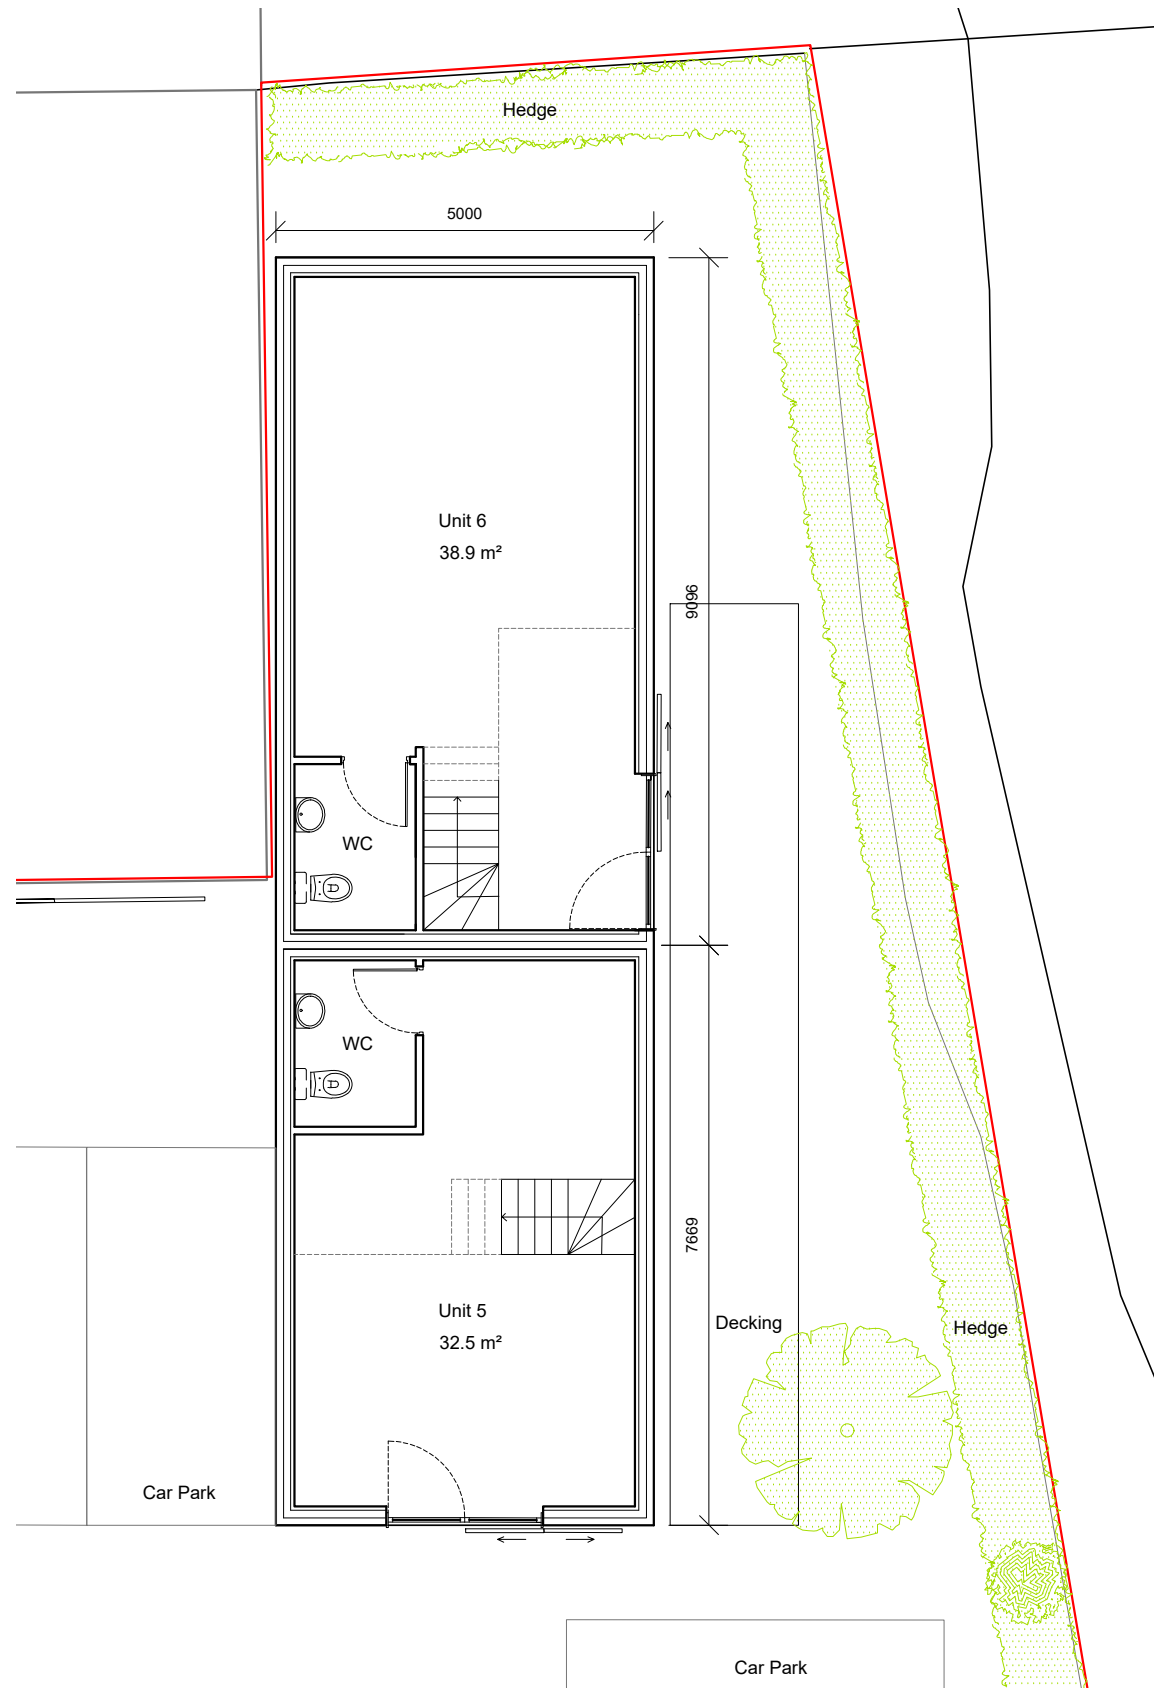 Hedge
5000
Unit 6
38.9 m²
9096
WC
WC
7669
Unit 5
32.5 m²
Decking
Hedge
Car Park
Car Park